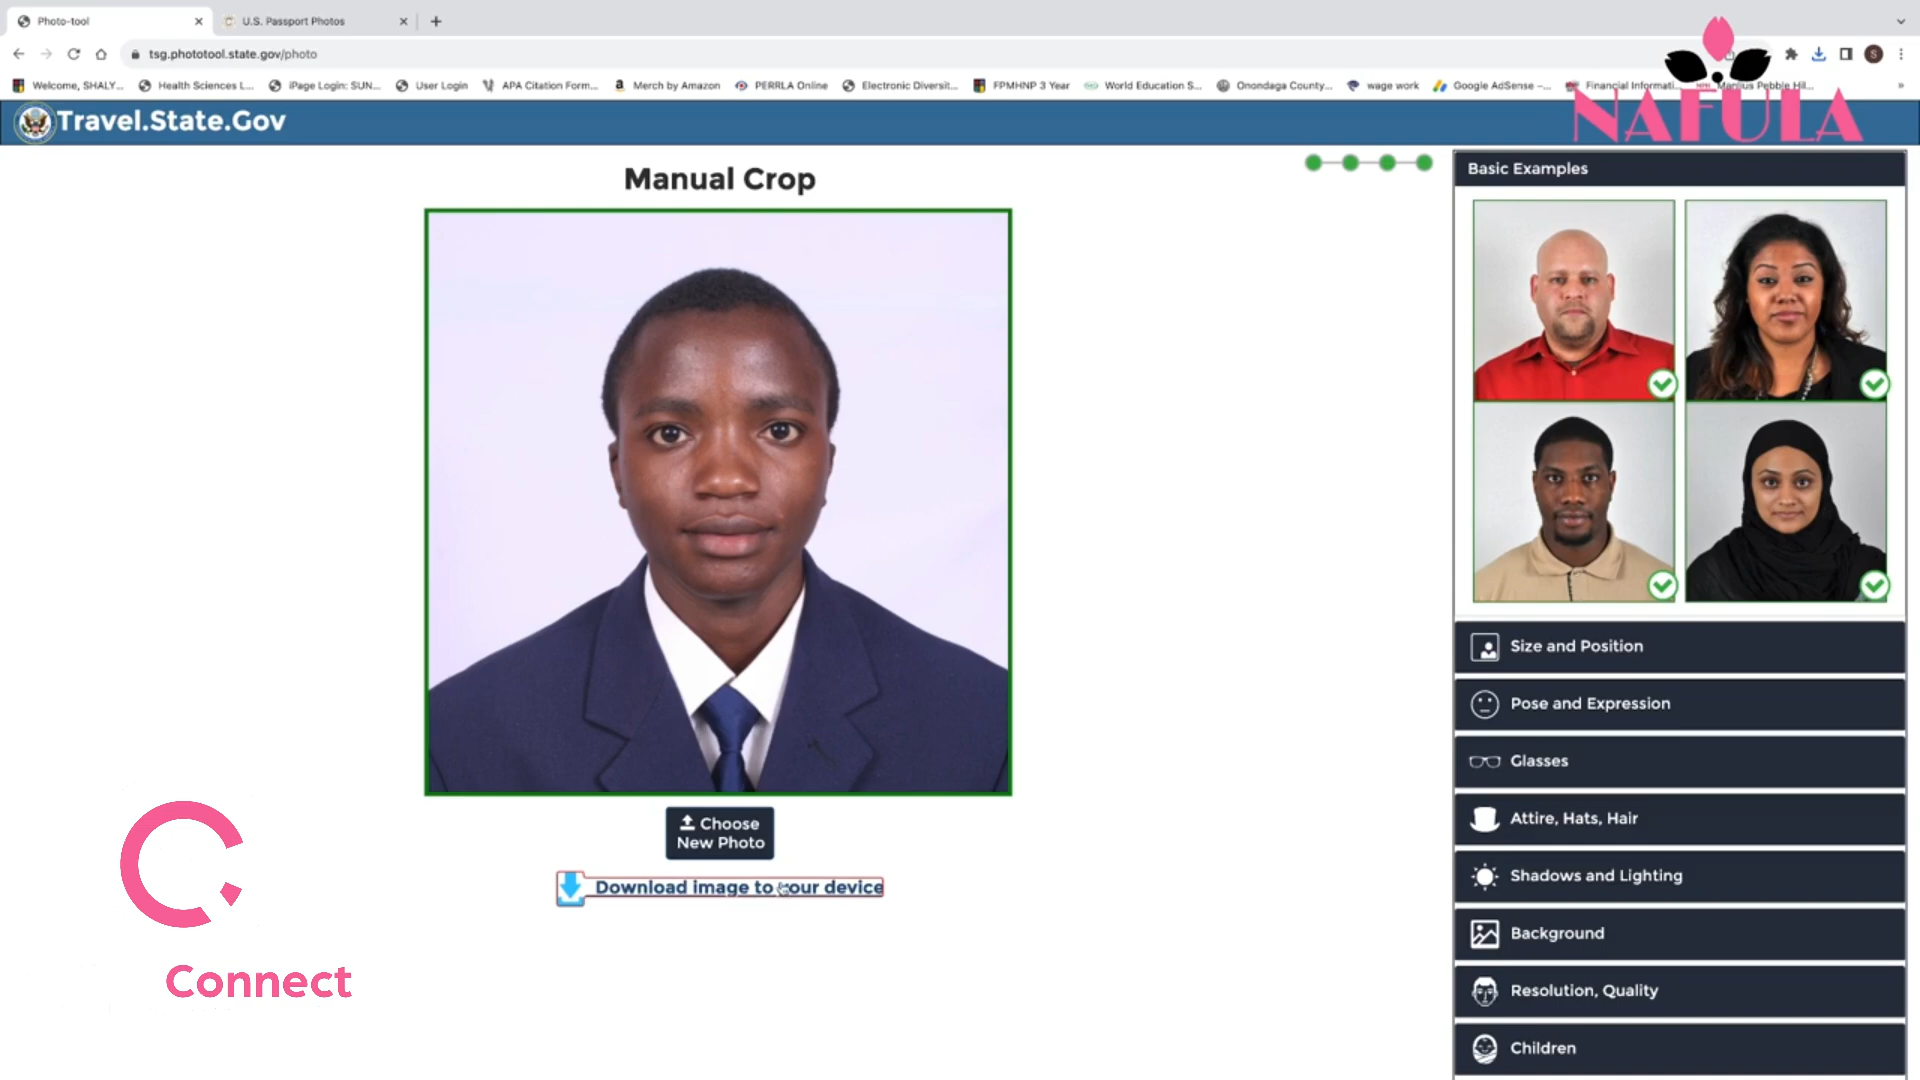 Photo-tool
U.S. Passport Photos
tsg.phototool.state.gov/photo
S
Welcome, SHALY...
Health Sciences L...
iPage Login: SUN...
User Login
APA Citation Form...
Merch by Amazon
PERRLA Online
Electronic Diversit...
FPMHNP 3 Year
World Education S...
Onondaga County...
wage work
Google AdSense –...
Financial Informati...
Manlius Pebble Hil...
NAFULA
Travel.State.Gov
Manual Crop
Basic Examples
Size and Position
Pose and Expression
Glasses
Attire, Hats, Hair
Shadows and Lighting
Background
Resolution, Quality
Children
Choose
New Photo
Download image to your device
Connect